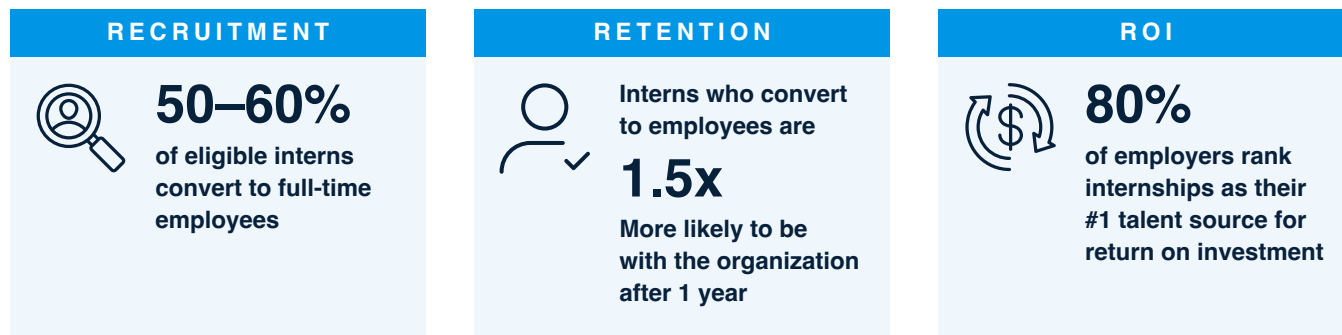 RECRUITMENT
50–60%
of eligible interns
convert to full-time
employees
RETENTION
Interns who convert
to employees are
1.5x
More likely to be
with the organization
after 1 year
ROI
$
80%
of employers rank
internships as their
#1 talent source for
return on investment